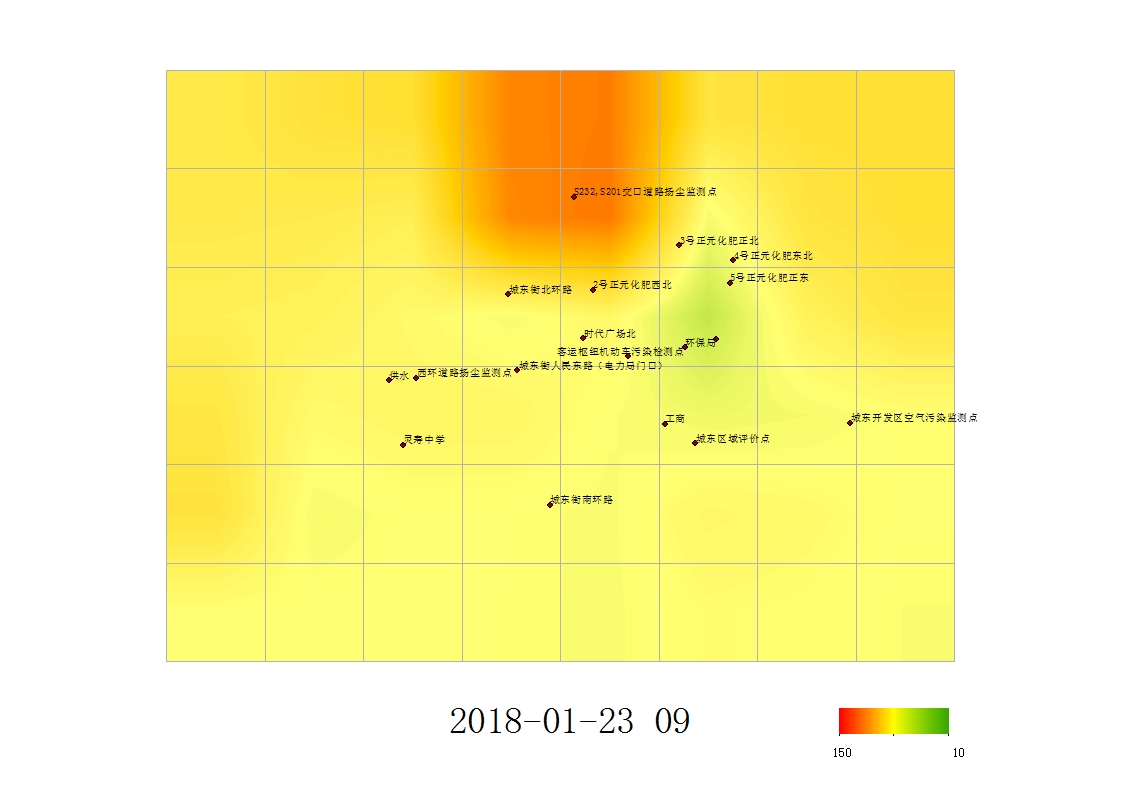 S232,S201交口道路扬尘监测点
3号正元化肥正北
4号正元化肥东北
5号正元化肥正东
城东街北环路
2号正元化肥西北
时代广场北
环保局
客运枢纽机动车污染检测点
城东街人民东路（电力局门口）
供水
西环道路扬尘监测点
工商
城东开发区空气污染监测点
灵寿中学
城东区域评价点
城东街南环路
2018-01-23 09
150
10